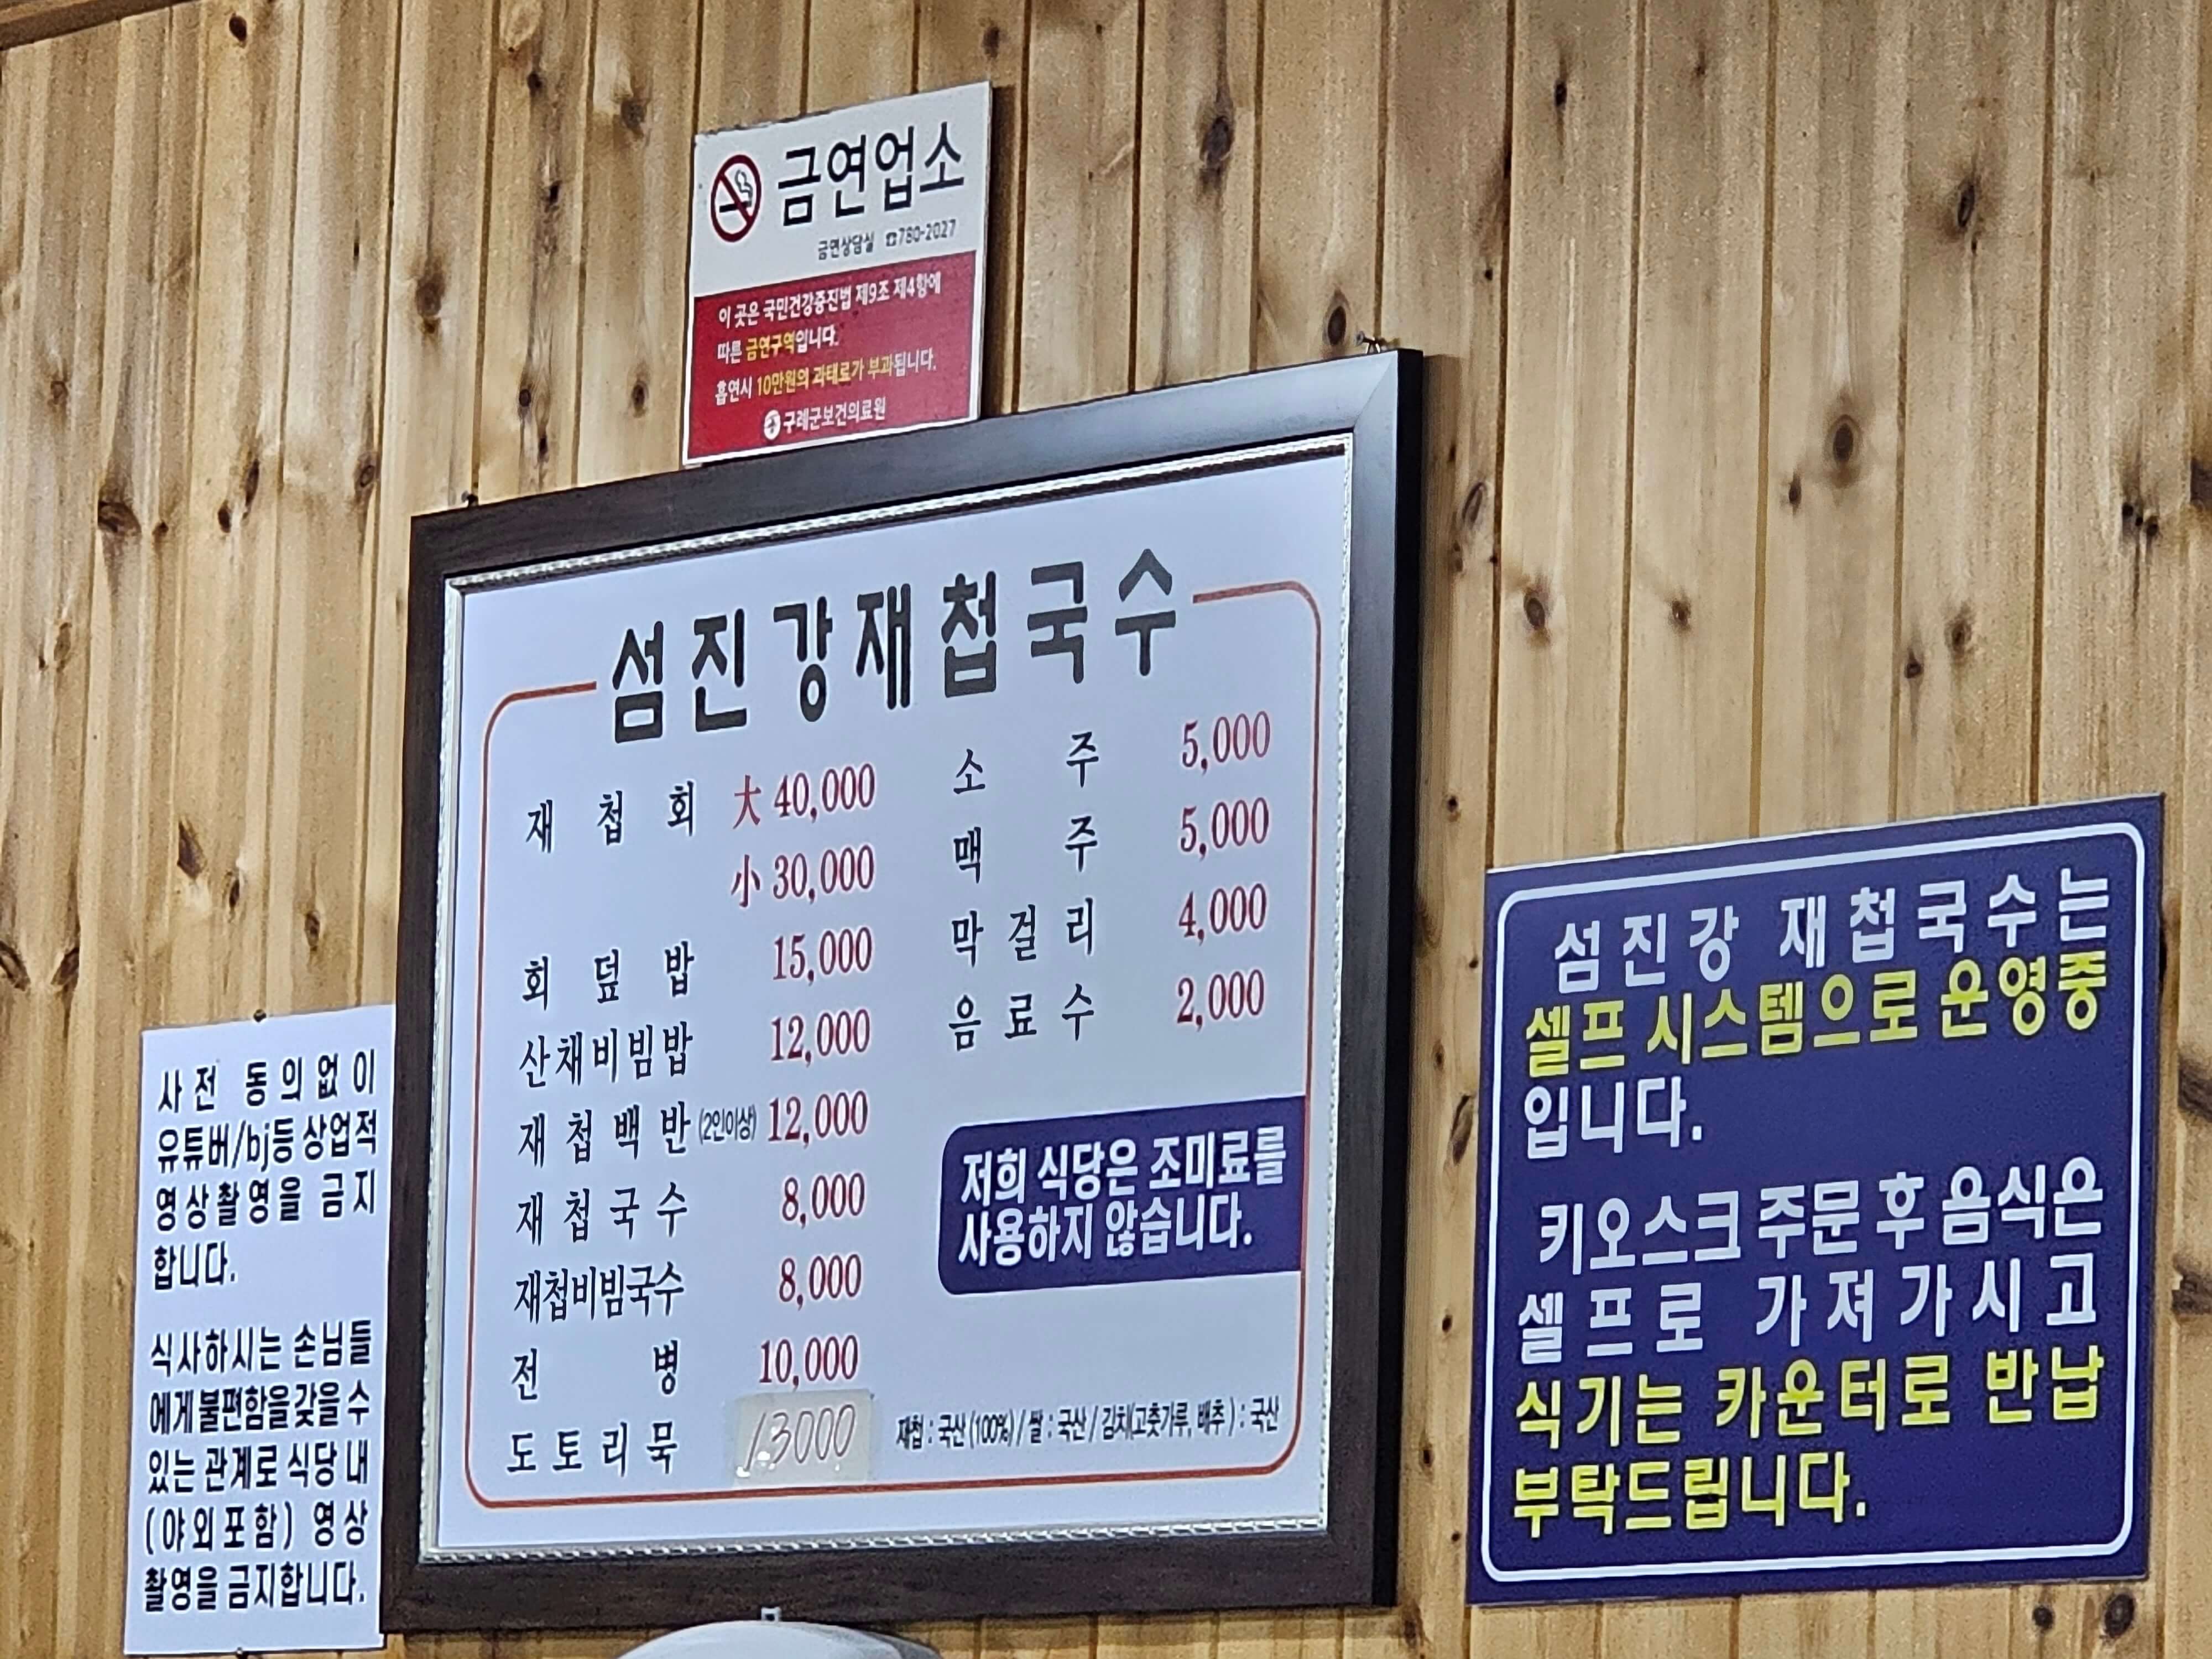 금연업소
금연상담실 ☎780-2027
이 곳은 국민건강증진법 제9조 제4항에
따른 금연구역입니다.
흡연시 10만원의 과태료가 부과됩니다.
구례군보건의료원
섬진강재첩국수
재첩회 大 40,000
小 30,000
회덮밥 15,000
산채비빔밥 12,000
재첩백반(2인이상) 12,000
재첩국수 8,000
재첩비빔국수 8,000
전병 10,000
도토리묵 13000
소주 5,000
맥주 5,000
막걸리 4,000
음료수 2,000
저희 식당은 조미료를
사용하지 않습니다.
재첩 : 국산(100%) / 쌀 : 국산 / 김치(고춧가루, 배추) : 국산
사전 동의없이
유튜버/bj등 상업적
영상촬영을 금지
합니다.
식사하시는 손님들
에게불편함을갖을수
있는 관계로 식당 내
(야외포함) 영상
촬영을 금지합니다.
섬진강 재첩국수는
셀프 시스템으로 운영중
입니다.
키오스크 주문 후 음식은
셀프로 가져가시고
식기는 카운터로 반납
부탁드립니다.